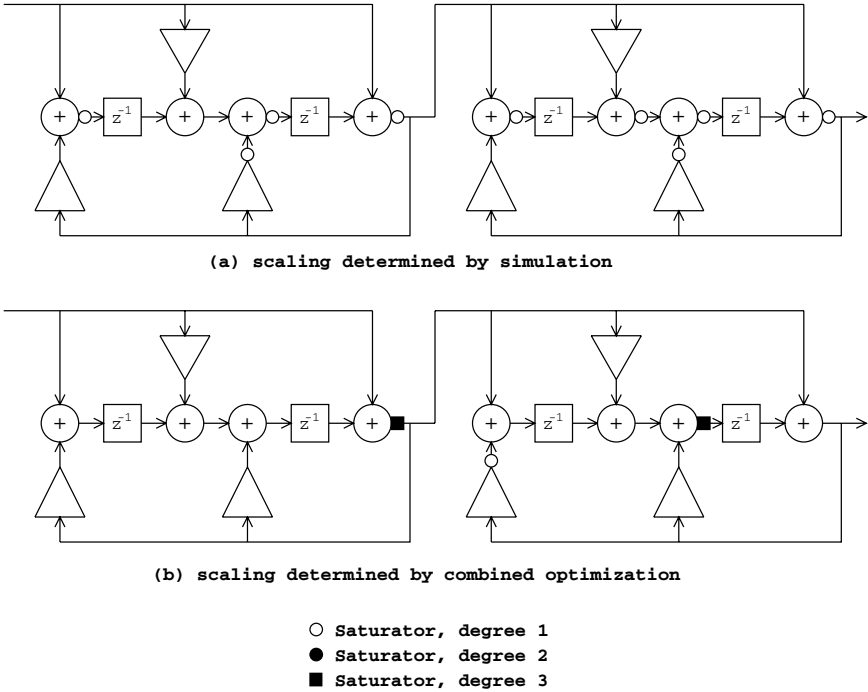 + z-1 + + z-1 + + z-1 + + z-1 +
(a) scaling determined by simulation
+ z-1 + + z-1 + + z-1 + + z-1 +
(b) scaling determined by combined optimization
Saturator, degree 1
Saturator, degree 2
Saturator, degree 3